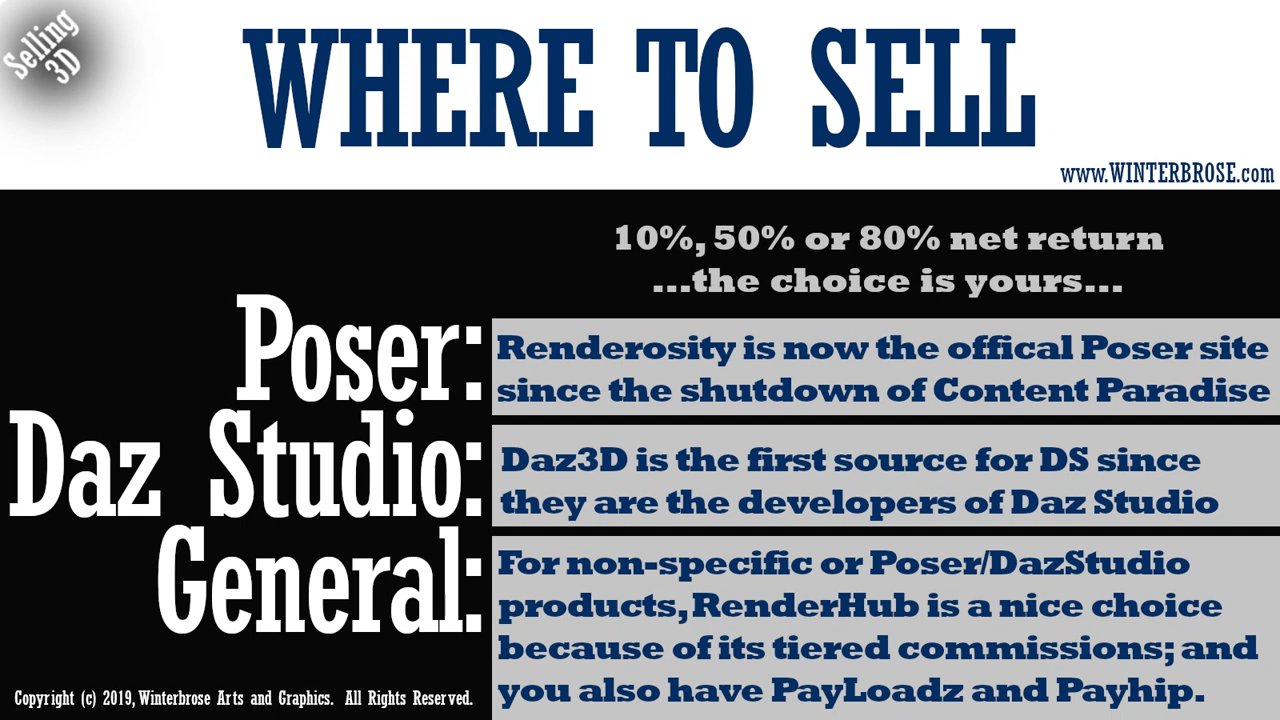 Selling
3D
WHERE TO SELL
www.WINTERBROSE.com
10%, 50% or 80% net return
...the choice is yours...
Poser:
Renderosity is now the offical Poser site
since the shutdown of Content Paradise
Daz Studio:
Daz3D is the first source for DS since
they are the developers of Daz Studio
General:
For non-specific or Poser/DazStudio
products, RenderHub is a nice choice
because of its tiered commissions; and
you also have PayLoadz and Payhip.
Copyright (c) 2019, Winterbrose Arts and Graphics. All Rights Reserved.